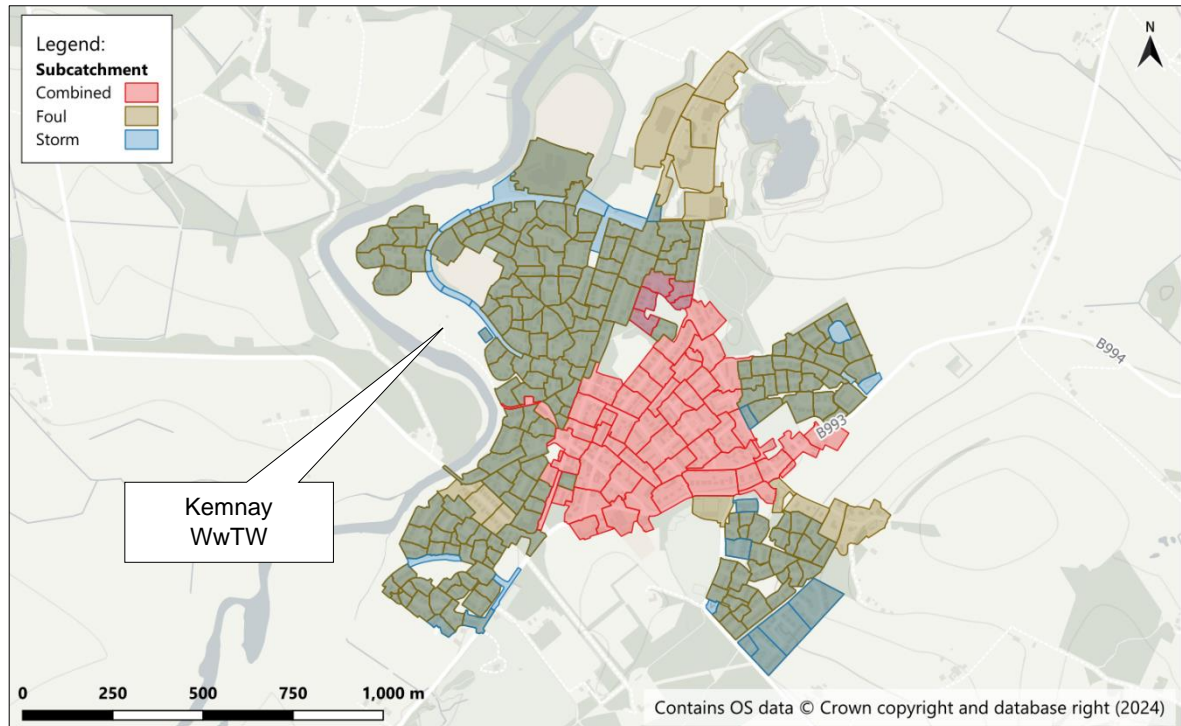 Legend:
Subcatchment
Combined
Foul
Storm
N
B994
B993
Kemnay
WwTW
0 250 500 750 1,000 m
Contains OS data © Crown copyright and database right (2024)